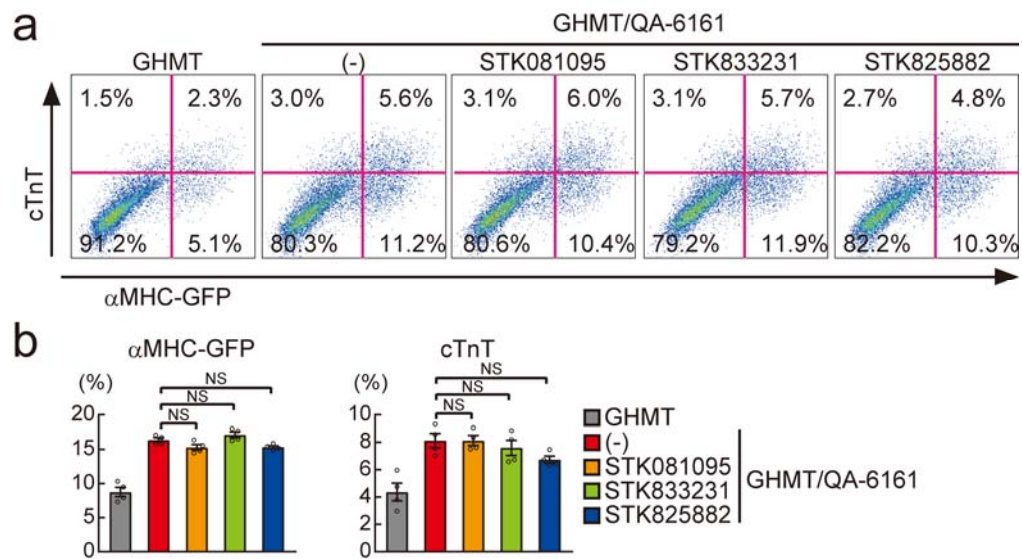 a
GHMT/QA-6161
GHMT (-) STK081095 STK833231 STK825882
1.5% 2.3% 3.0% 5.6% 3.1% 6.0% 3.1% 5.7% 2.7% 4.8%
cTnT
91.2% 5.1% 80.3% 11.2% 80.6% 10.4% 79.2% 11.9% 82.2% 10.3%
αMHC-GFP
b
αMHC-GFP
(%)
NS
NS
NS
20
15
10
5
0
cTnT
(%)
NS
NS
NS
10
8
6
4
2
0
GHMT
(-)
STK081095
STK833231
STK825882
GHMT/QA-6161